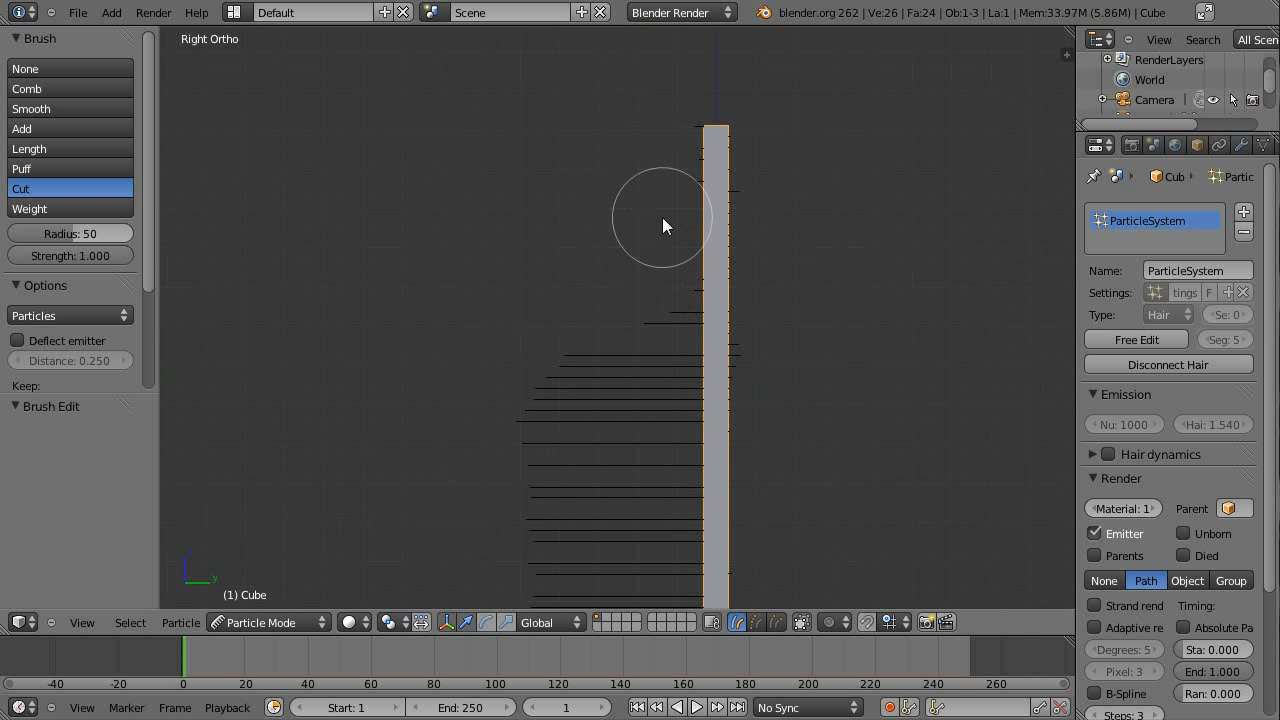 File Add Render Help Default Scene Blender Render blender.org 262 | Ve:26 | Fa:24 | Ob:1-3 | La:1 | Mem:33.97M (5.86M) | Cube
Brush
None
Comb
Smooth
Add
Length
Puff
Cut
Weight
Radius: 50
Strength: 1.000
Options
Particles
Deflect emitter
Distance: 0.250
Keep:
Brush Edit
Right Ortho
y
(1) Cube
View Search All Scen
RenderLayers
World
Camera
Cub Partic
ParticleSystem
Name: ParticleSystem
Settings: tings F
Type: Hair Se: 0
Free Edit Seg: 5
Disconnect Hair
Emission
Nu: 1000 Hai: 1.540
Hair dynamics
Render
Material: 1 Parent
Emitter Unborn
Parents Died
None Path Object Group
Strand rend Timing:
Adaptive re Absolute Pa
Degrees: 5 Sta: 0.000
Pixel: 3 End: 1.000
B-Spline Ran: 0.000
Steps: 3
View Select Particle Particle Mode Global
-40 -20 0 20 40 60 80 100 120 140 160 180 200 220 240 260
View Marker Frame Playback Start: 1 End: 250 1 No Sync